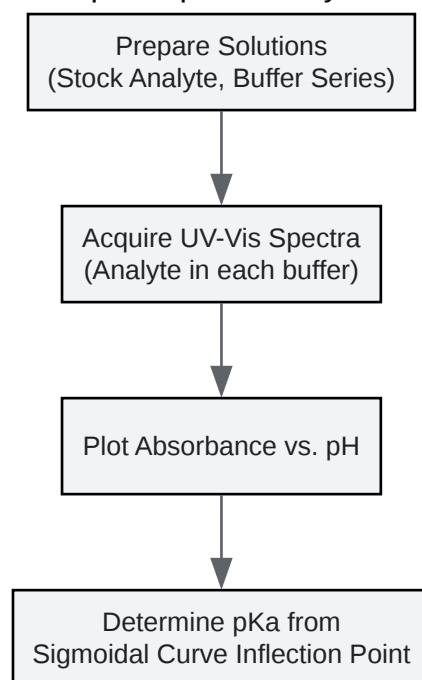 Prepare Solutions
(Stock Analyte, Buffer Series)
Acquire UV-Vis Spectra
(Analyte in each buffer)
Plot Absorbance vs. pH
Determine pKa from
Sigmoidal Curve Inflection Point